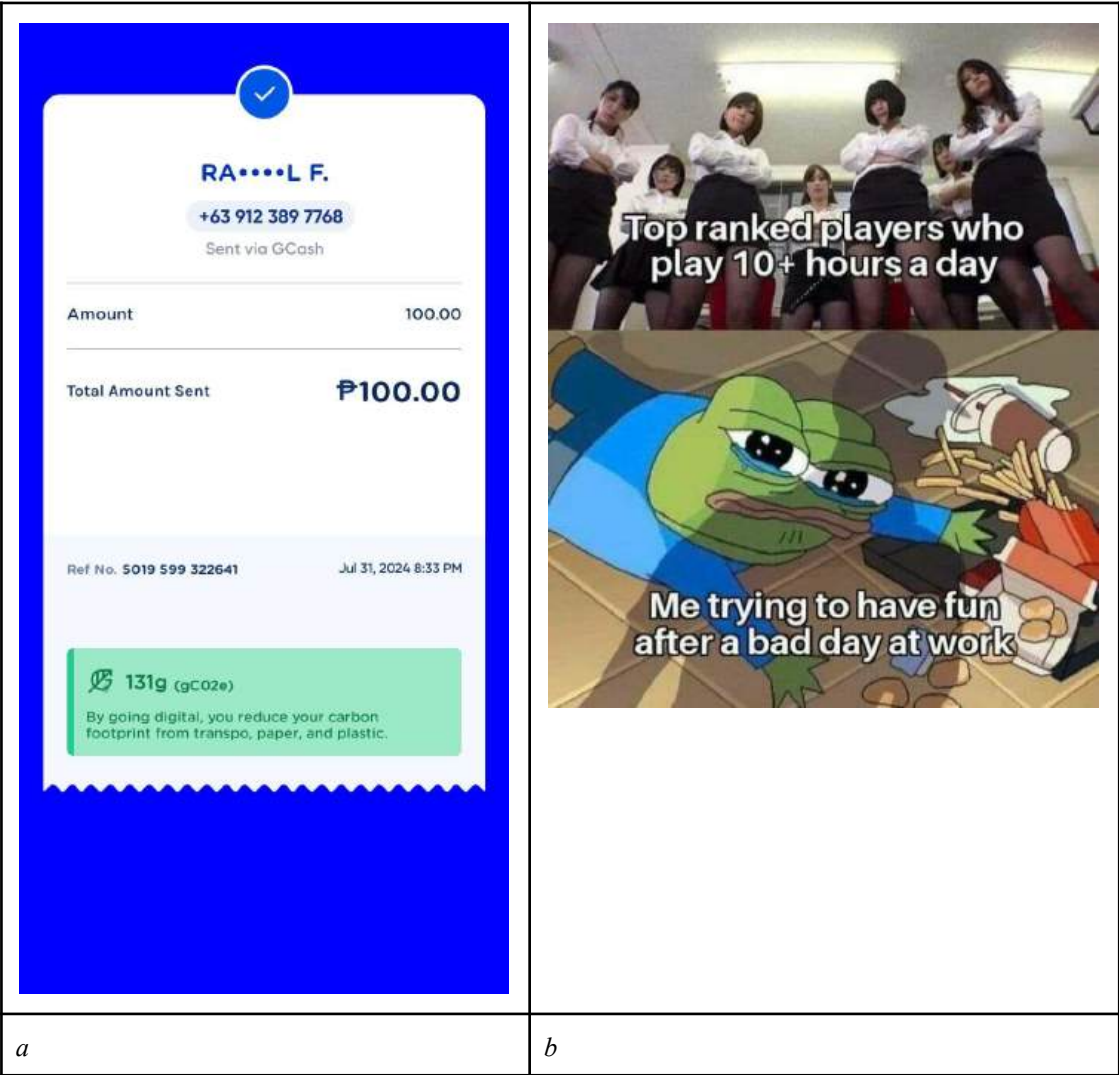 RA••••L F.
+63 912 389 7768
Sent via GCash
Amount 100.00
Total Amount Sent ₱100.00
Ref No. 5019 599 322641 Jul 31, 2024 8:33 PM
131g (gCO2e)
By going digital, you reduce your carbon
footprint from transpo, paper, and plastic.
a
Top ranked players who
play 10+ hours a day
Me trying to have fun
after a bad day at work
b